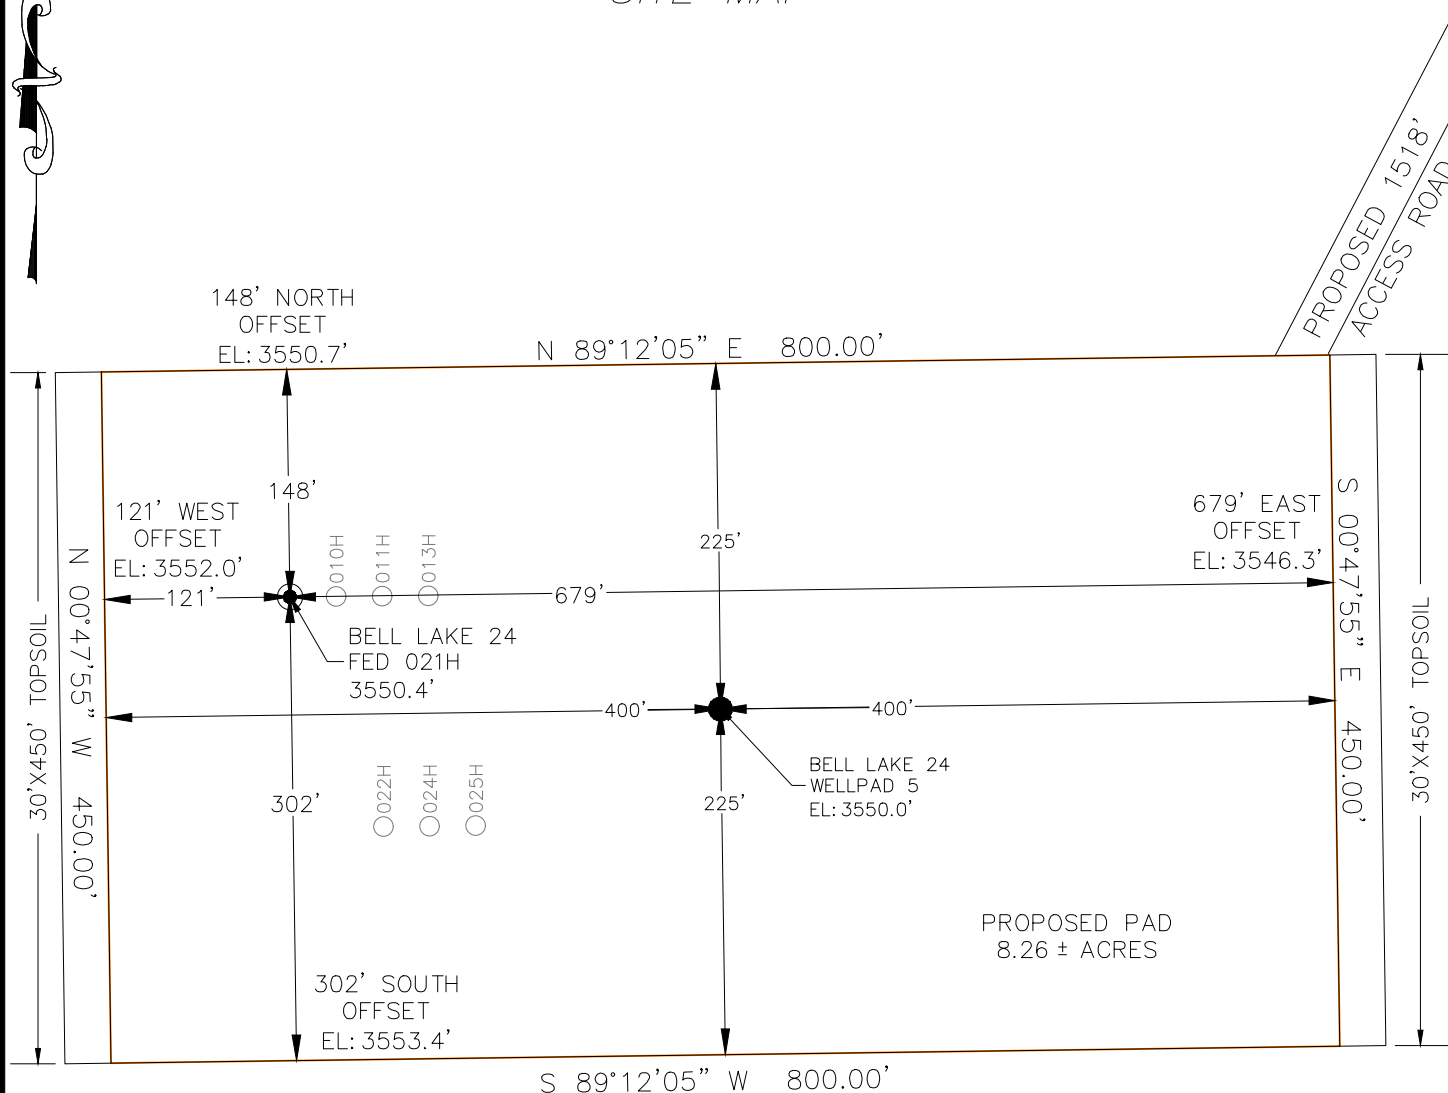 SITE MAP
PROPOSED 1518'
ACCESS ROAD
148' NORTH
OFFSET
EL: 3550.7'
N 89°12'05" E 800.00'
148'
121' WEST
OFFSET
EL: 3552.0'
121'
010H
011H
013H
225'
679' EAST
OFFSET
EL: 3546.3'
679'
BELL LAKE 24
FED 021H
3550.4'
N 00°47'55" W 450.00'
30'X450' TOPSOIL
S 00°47'55" E 450.00'
30'X450' TOPSOIL
400'
400'
BELL LAKE 24
WELLPAD 5
EL: 3550.0'
022H
024H
025H
302'
225'
PROPOSED PAD
8.26 ± ACRES
302' SOUTH
OFFSET
EL: 3553.4'
S 89°12'05" W 800.00'